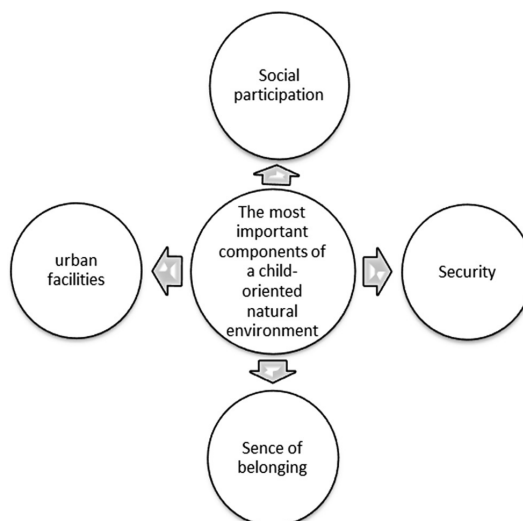 Social
participation
The most
important
components of
a child-
oriented
natural
environment
urban
facilities
Security
Sence of
belonging